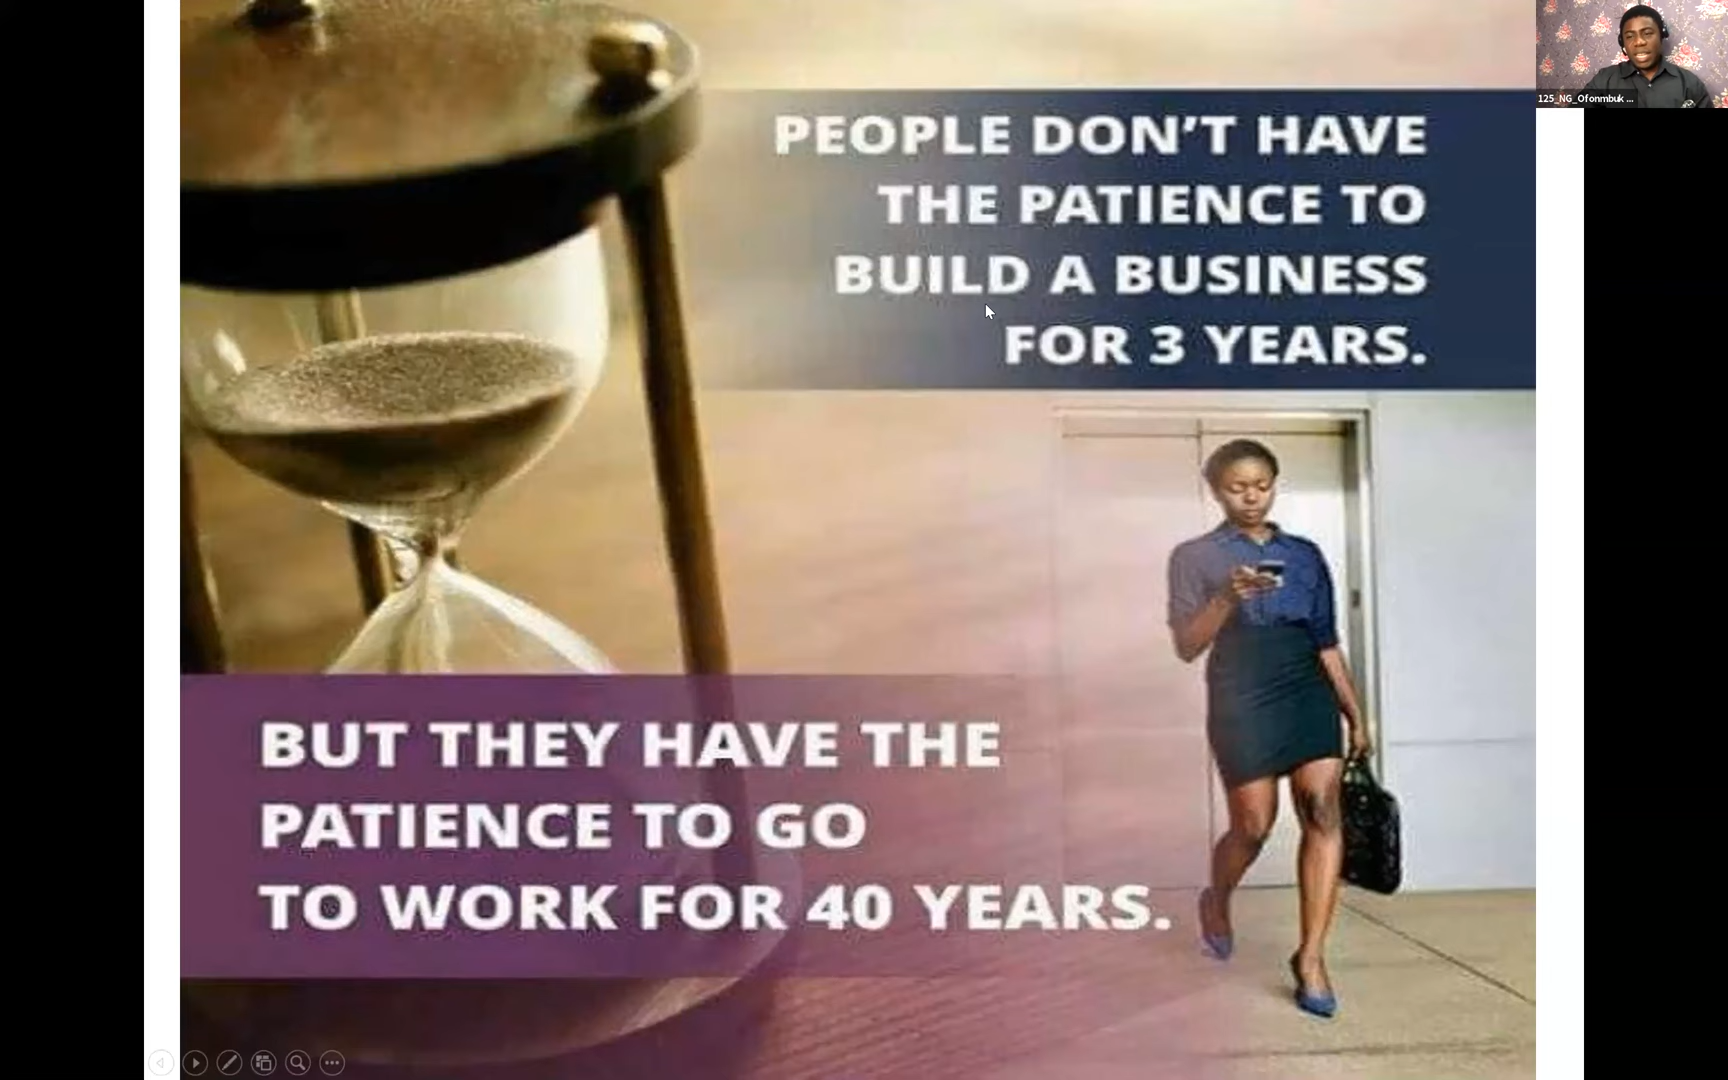 PEOPLE DON'T HAVE
THE PATIENCE TO
BUILD A BUSINESS
FOR 3 YEARS.
BUT THEY HAVE THE
PATIENCE TO GO
TO WORK FOR 40 YEARS.
125_NG_Ofonmbuk ...